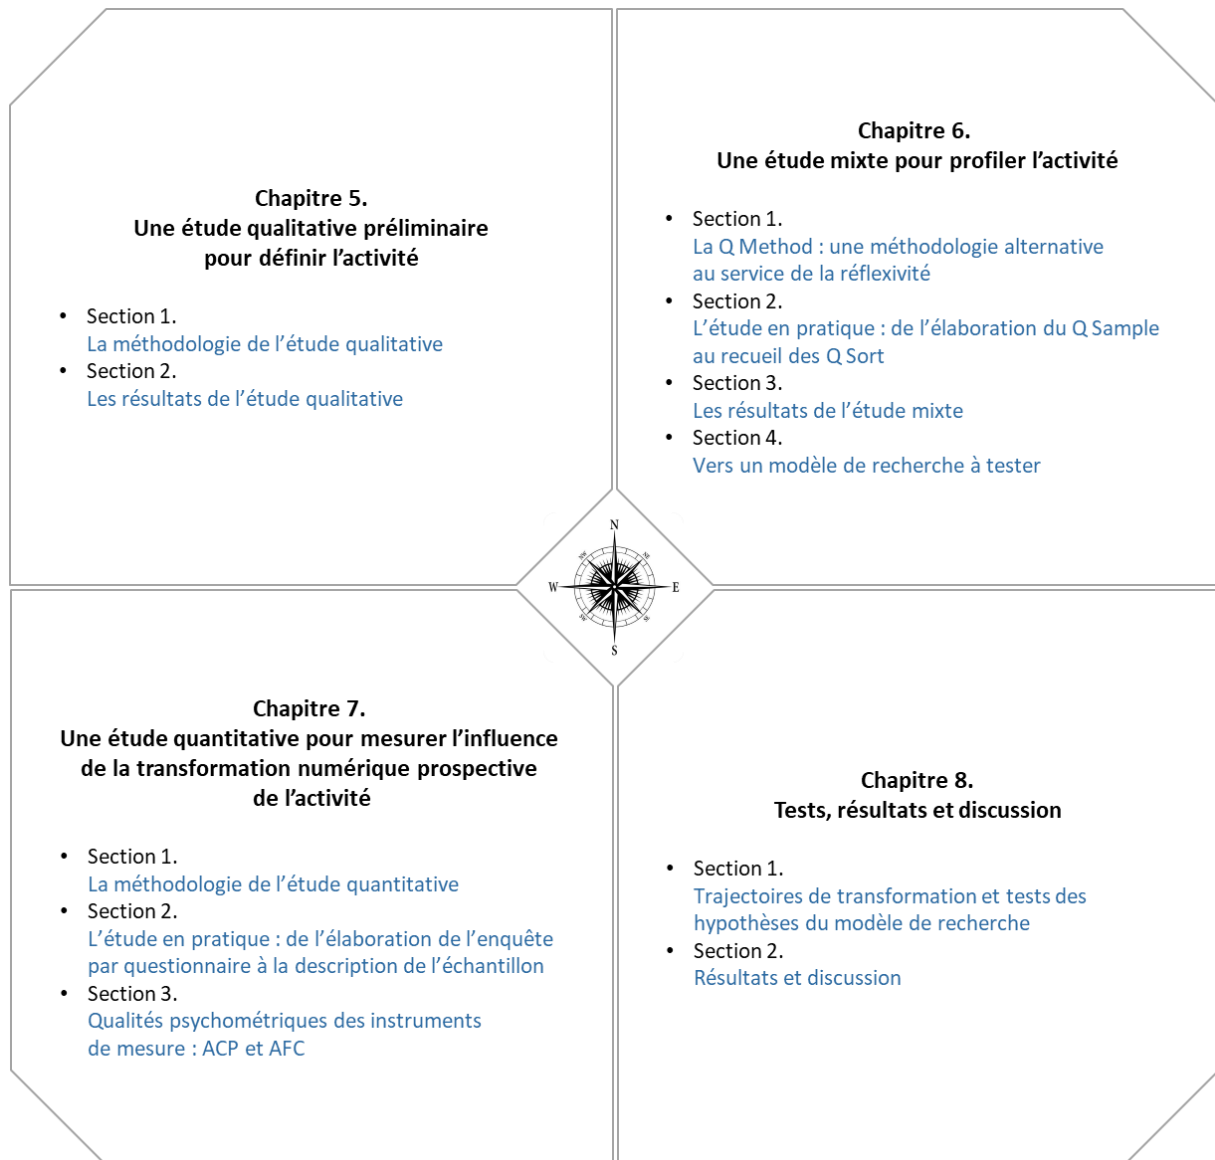 Chapitre 5.
Une étude qualitative préliminaire
pour définir l’activité
• Section 1.
La méthodologie de l’étude qualitative
• Section 2.
Les résultats de l’étude qualitative
Chapitre 6.
Une étude mixte pour profiler l’activité
• Section 1.
La Q Method : une méthodologie alternative
au service de la réflexivité
• Section 2.
L’étude en pratique : de l’élaboration du Q Sample
au recueil des Q Sort
• Section 3.
Les résultats de l’étude mixte
• Section 4.
Vers un modèle de recherche à tester
N
NW
NE
W
E
SW
SE
S
Chapitre 7.
Une étude quantitative pour mesurer l’influence
de la transformation numérique prospective
de l’activité
• Section 1.
La méthodologie de l’étude quantitative
• Section 2.
L’étude en pratique : de l’élaboration de l’enquête
par questionnaire à la description de l’échantillon
• Section 3.
Qualités psychométriques des instruments
de mesure : ACP et AFC
Chapitre 8.
Tests, résultats et discussion
• Section 1.
Trajectoires de transformation et tests des
hypothèses du modèle de recherche
• Section 2.
Résultats et discussion